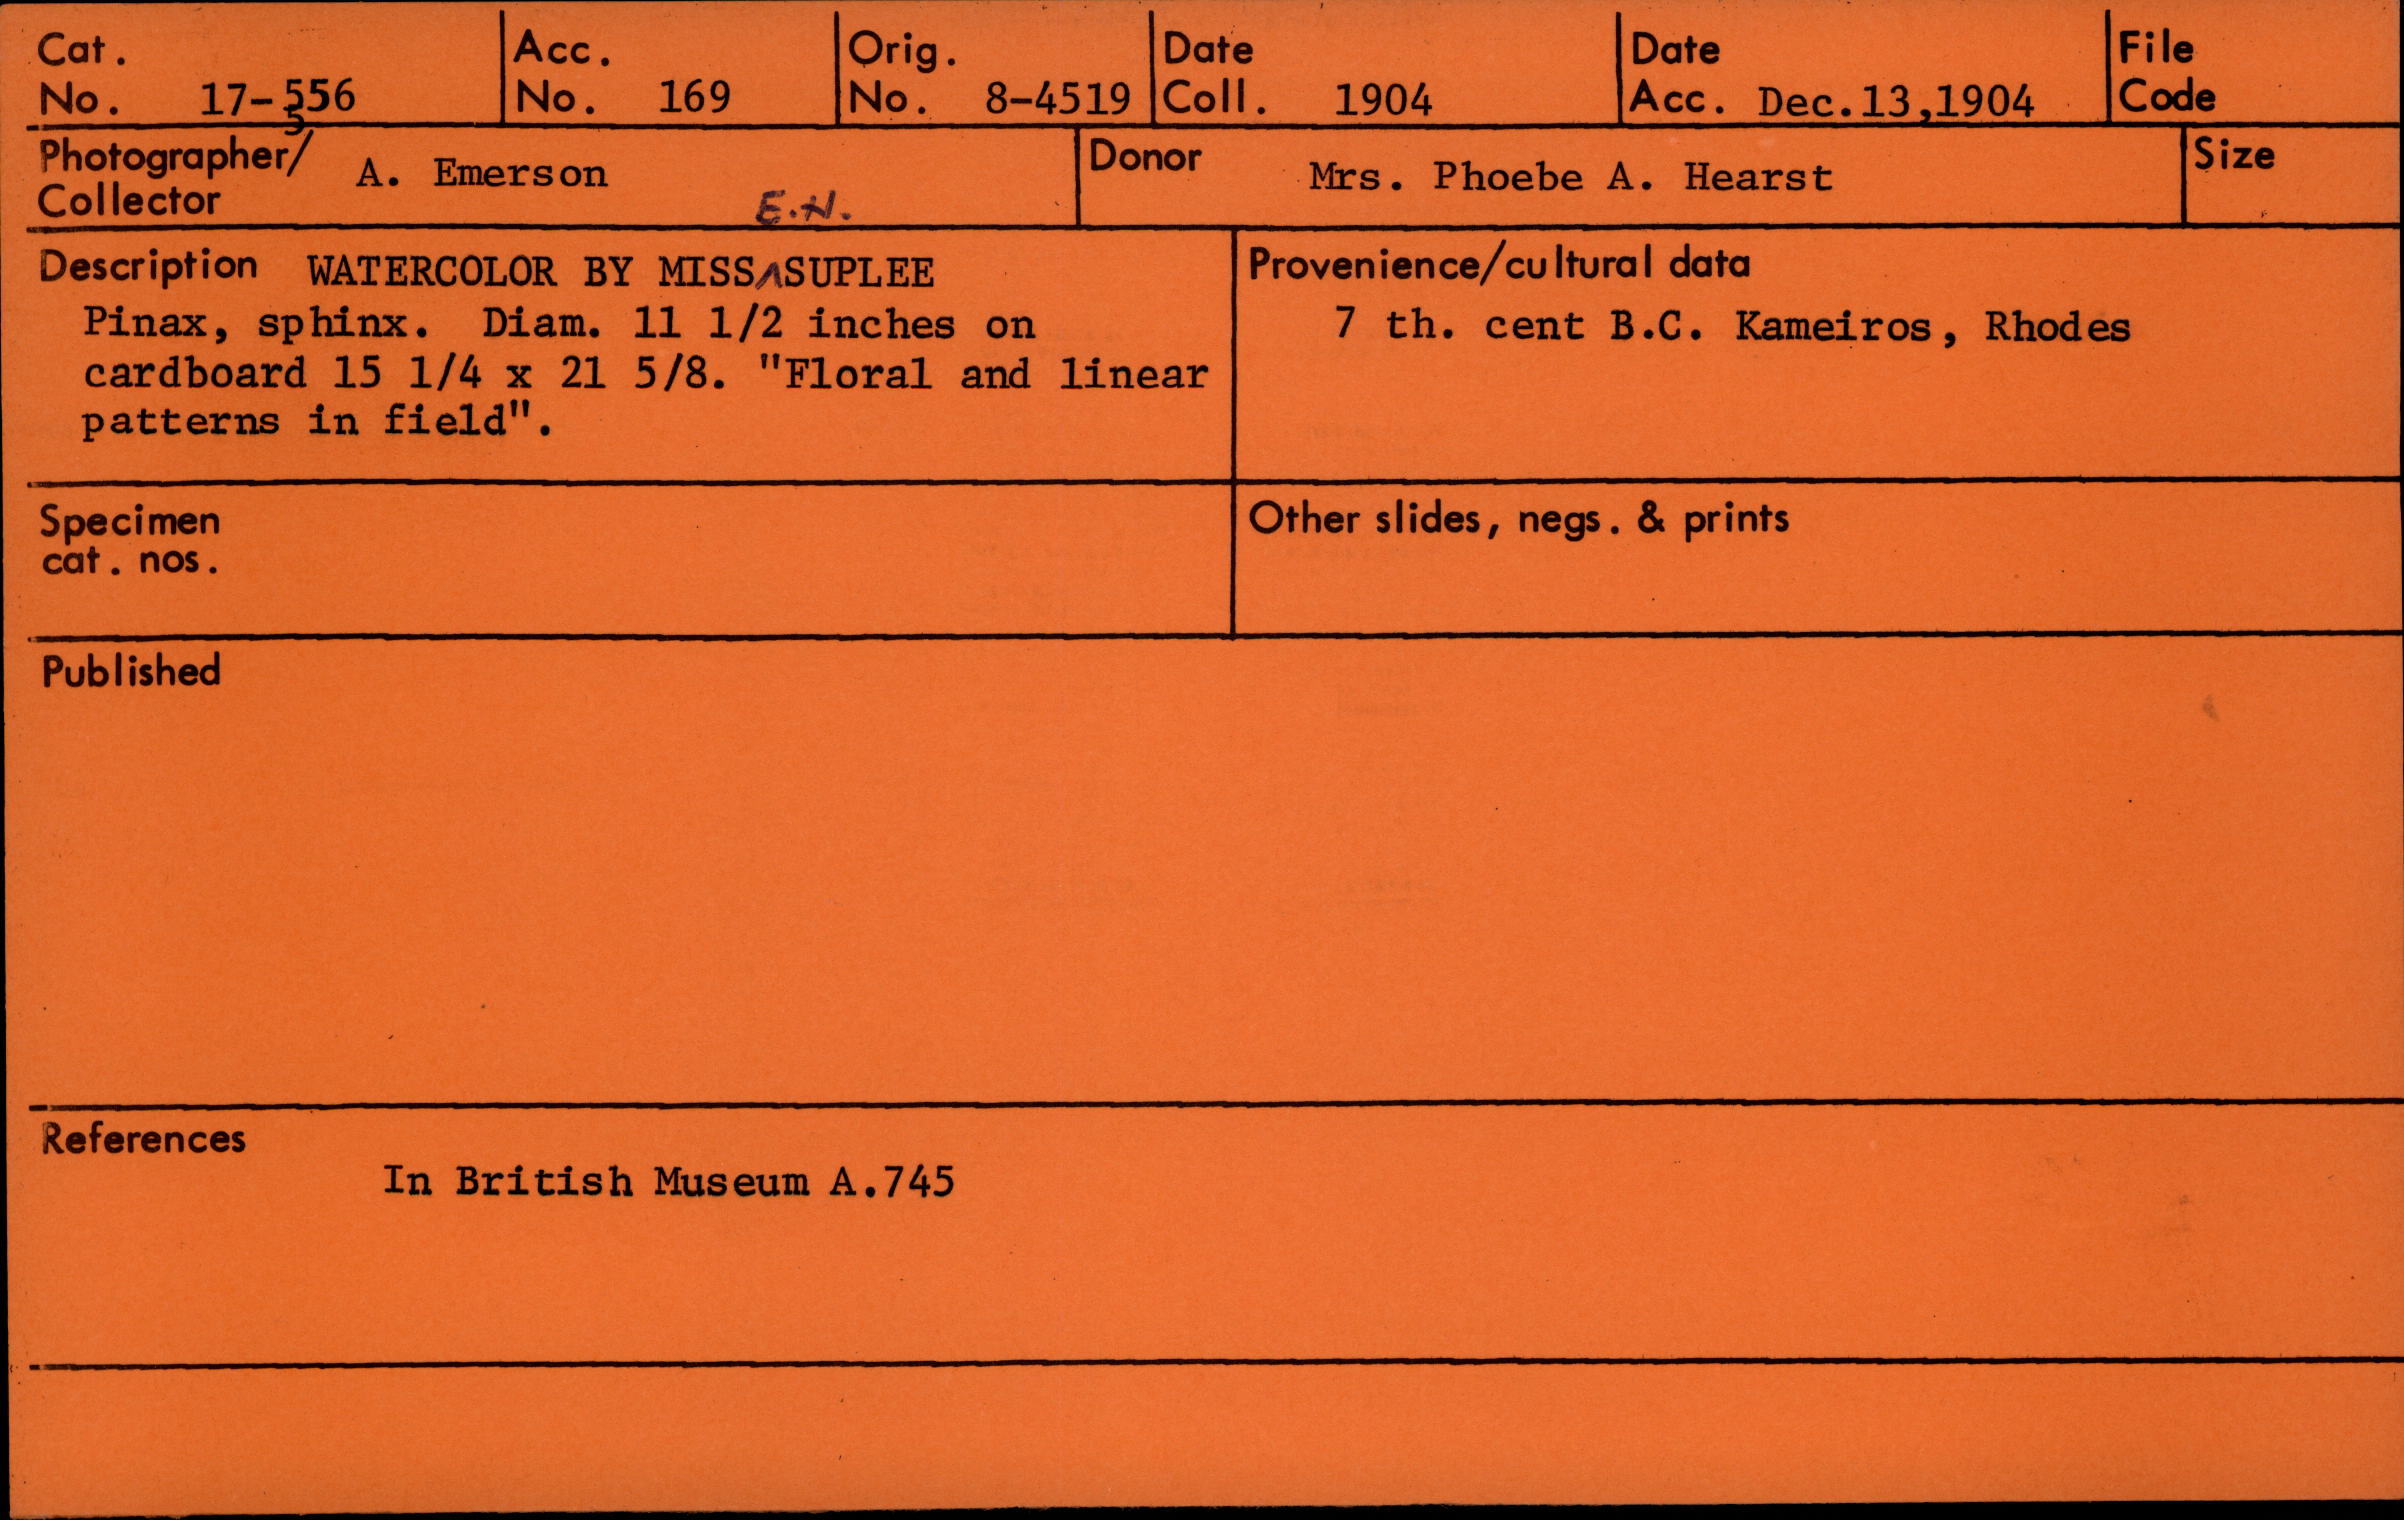 Cat. No. 17-556
Acc. No. 169
Orig. No. 8-4519
Date Coll. 1904
Date Acc. Dec.13,1904
File Code
Photographer/ Collector A. Emerson
Donor Mrs. Phoebe A. Hearst
Size
E.H.
Description WATERCOLOR BY MISS^SUPLEE
Pinax, sphinx. Diam. 11 1/2 inches on
cardboard 15 1/4 x 21 5/8. "Floral and linear
patterns in field".
Provenience/cultural data
7 th. cent B.C. Kameiros, Rhodes
Specimen
cat. nos.
Other slides, negs. & prints
Published
References
In British Museum A.745